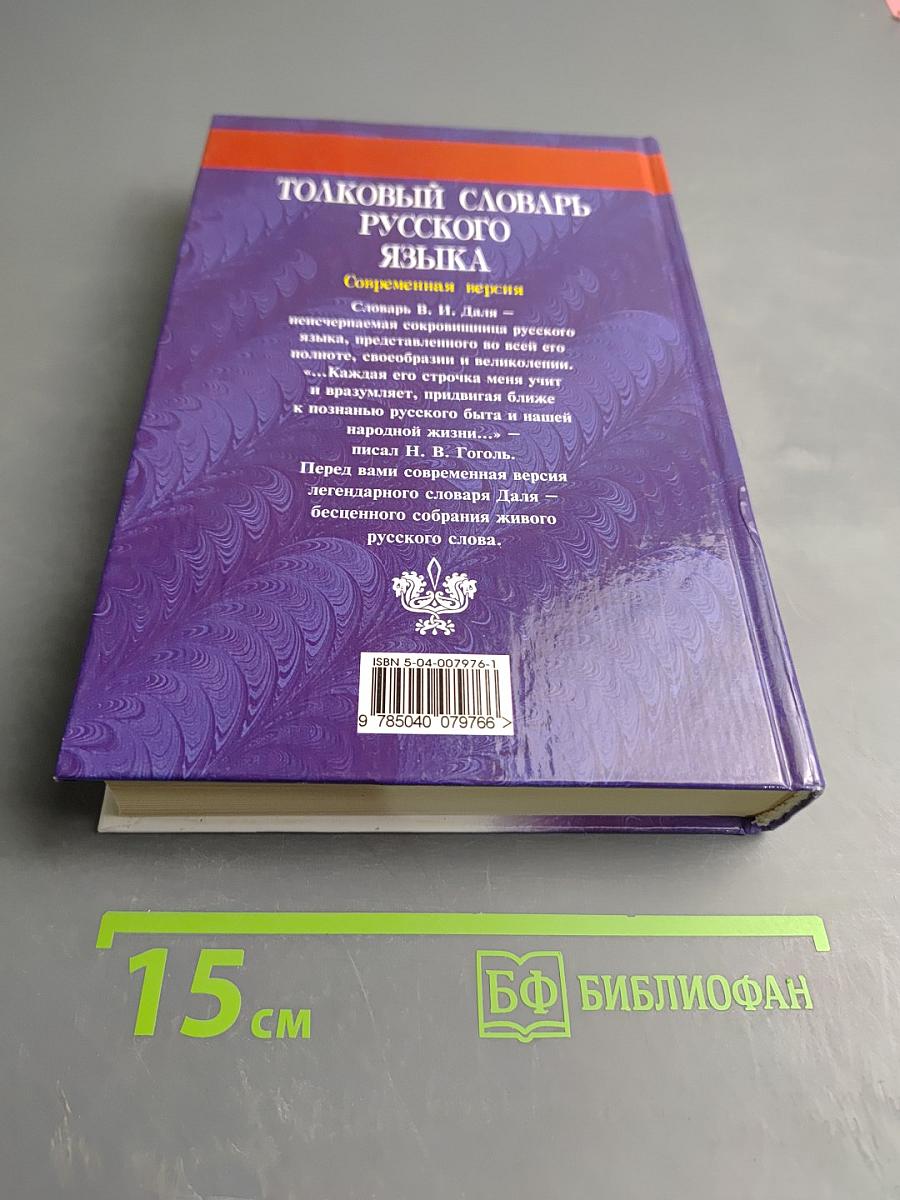 ТОЛКОВЫЙ СЛОВАРЬ
РУССКОГО
ЯЗЫКА
Современная версия
Словарь В. И. Даля —
неисчерпаемая сокровищница русского
языка, представленного во всей его
полноте, своеобразии и великолепии.
«...Каждая его строчка меня учит
и вразумляет, придвигая ближе
к познанью русского быта и нашей
народной жизни...» —
писал Н. В. Гоголь.
Перед вами современная версия
легендарного словаря Даля —
бесценного собрания живого
русского слова.
ISBN 5-04-007976-1
9 785040 079766 >
15 см
БФ БИБЛИОФАН